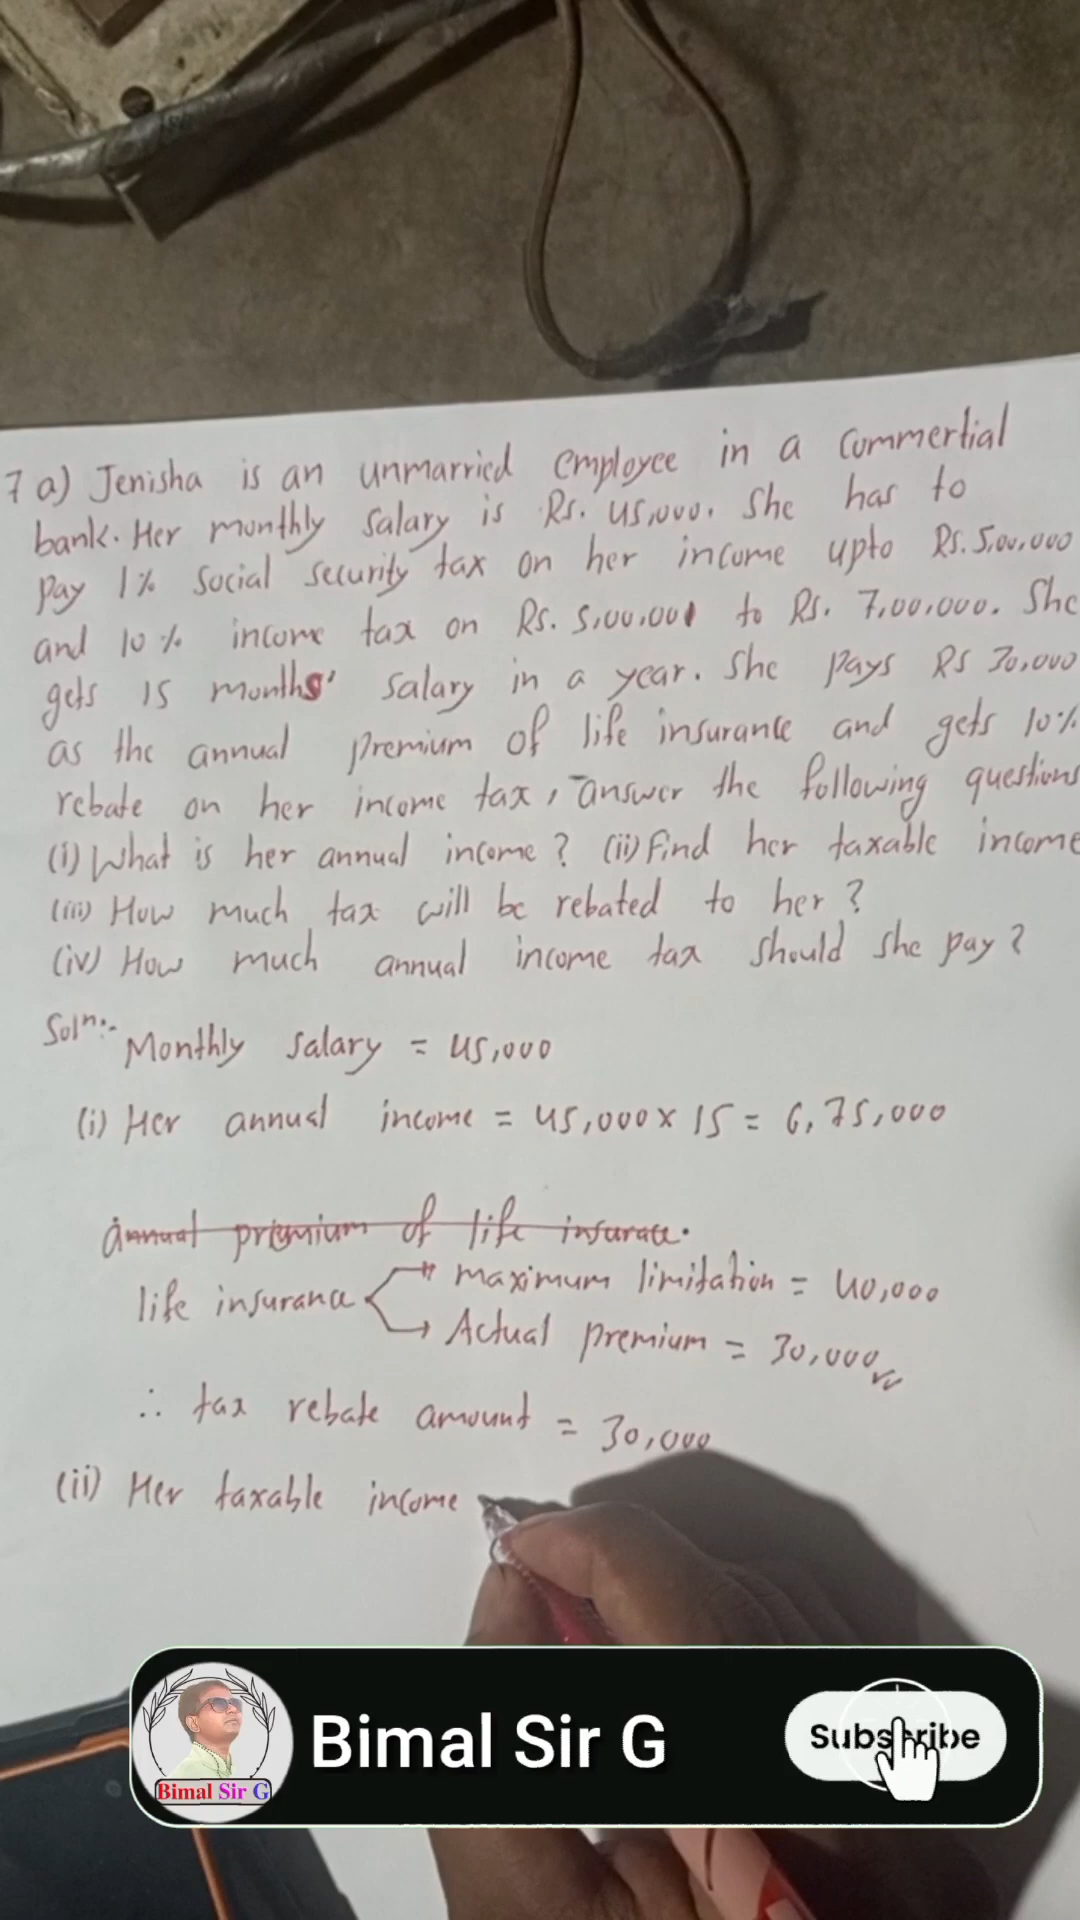 7 a) Jenisha is an unmarried employee in a commertial
bank. Her monthly salary is Rs. 45,000. She has to
pay 1% social security tax on her income upto Rs. 5,00,000
and 10% income tax on Rs. 5,00,001 to Rs. 7,00,000. She
gets 15 months' salary in a year. She pays RS 30,000
as the annual premium of life insurance and gets 10%
rebate on her income tax, answer the following questions
(i) What is her annual income? (ii) Find her taxable income
(iii) How much tax will be rebated to her?
(iv) How much annual income tax should she pay?
Soln:-
Monthly salary = 45,000
(i) Her annual income = 45,000 x 15 = 6,75,000
annual premium of life insurace.
life insurance → maximum limitation = 40,000
→ Actual premium = 30,000
∴ tax rebate amount = 30,000
(ii) Her taxable income
Bimal Sir G
Subscribe
Bimal Sir G